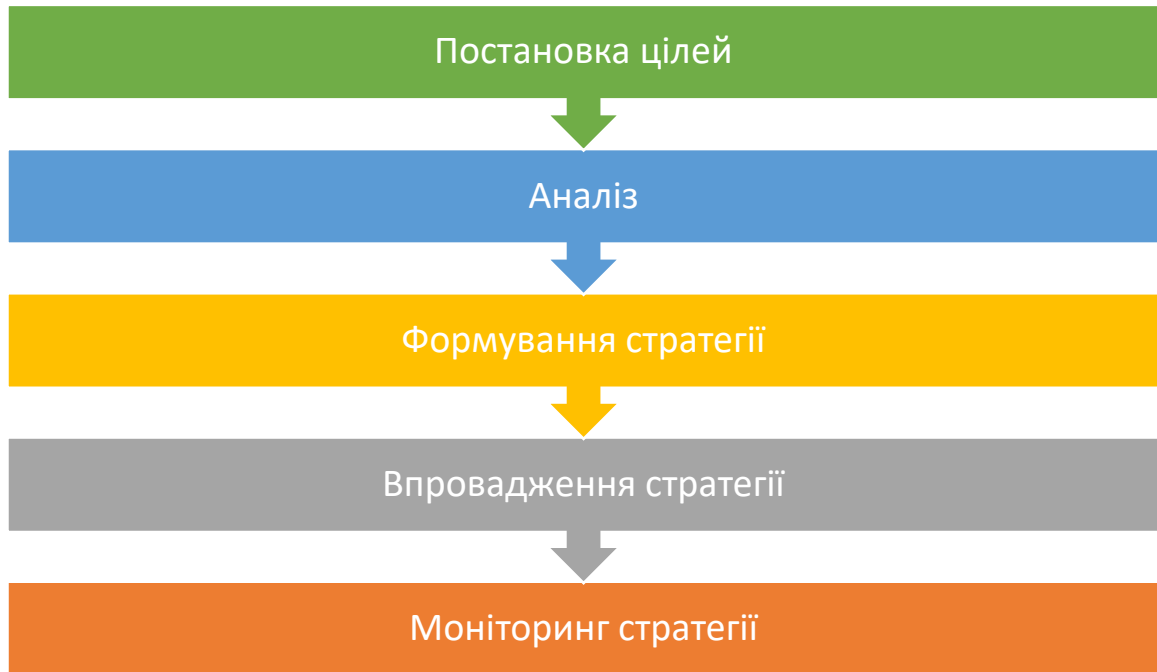 Постановка цілей
Аналіз
Формування стратегії
Впровадження стратегії
Моніторинг стратегії